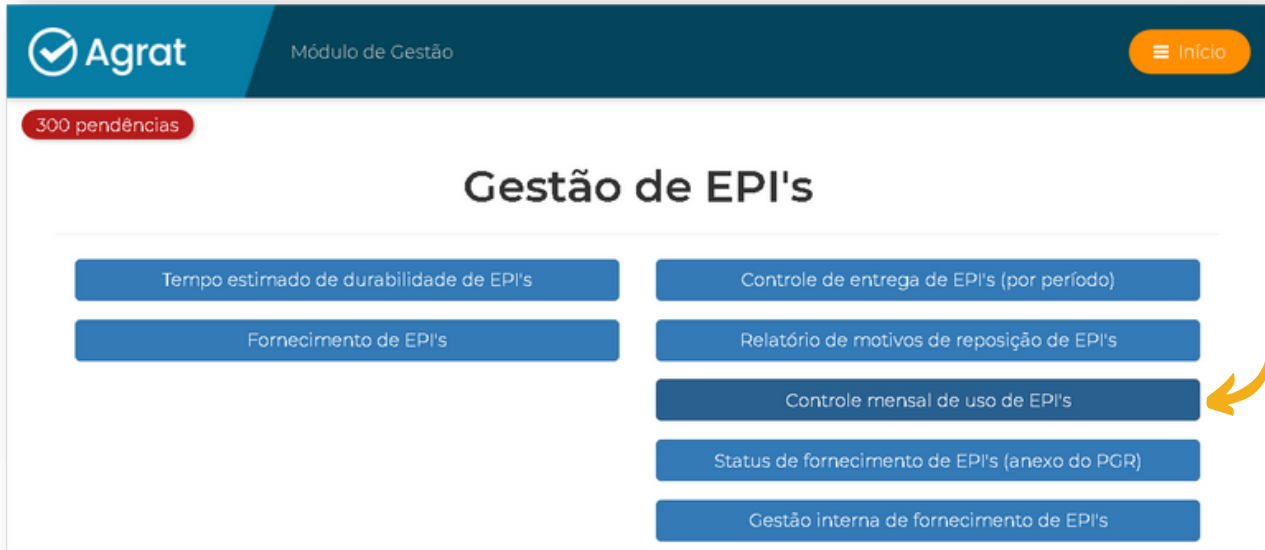 Agrat
Módulo de Gestão
Início
300 pendências
Gestão de EPI's
Tempo estimado de durabilidade de EPI's
Fornecimento de EPI's
Controle de entrega de EPI's (por período)
Relatório de motivos de reposição de EPI's
Controle mensal de uso de EPI's
Status de fornecimento de EPI's (anexo do PGR)
Gestão interna de fornecimento de EPI's